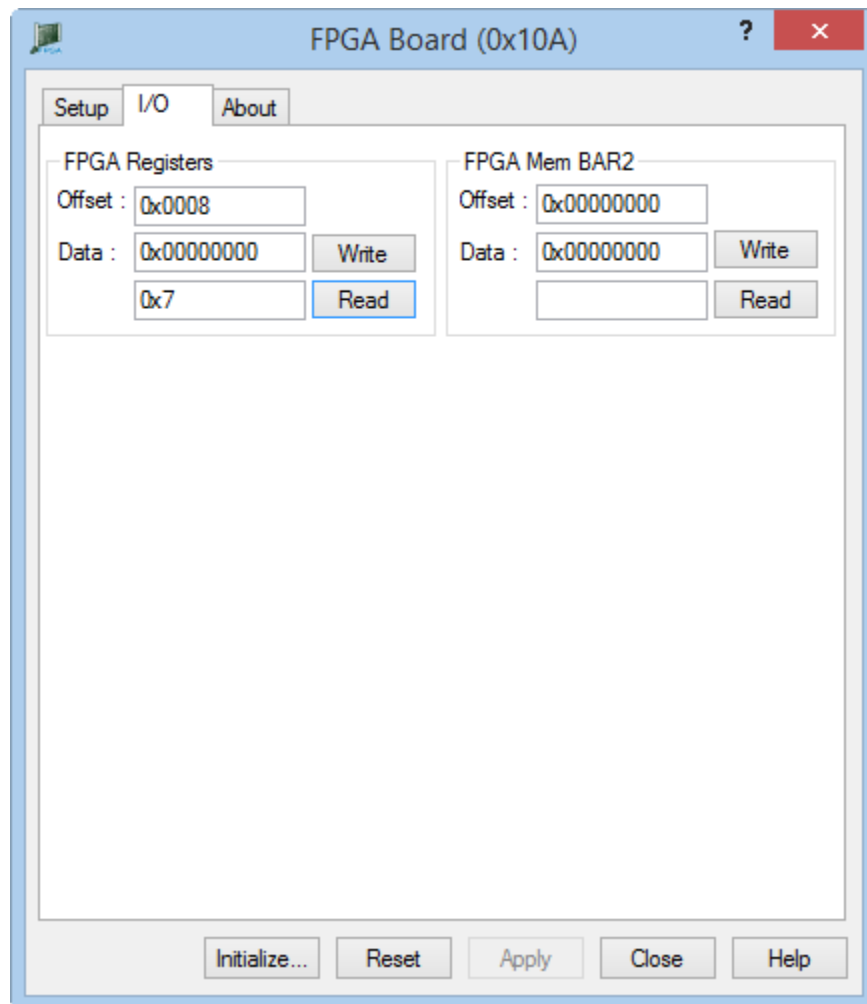 FPGA Board (0x10A) ? ×
Setup I/O About
FPGA Registers
Offset : 0x0008
Data : 0x00000000 Write
0x7 Read
FPGA Mem BAR2
Offset : 0x00000000
Data : 0x00000000 Write
Read
Initialize... Reset Apply Close Help